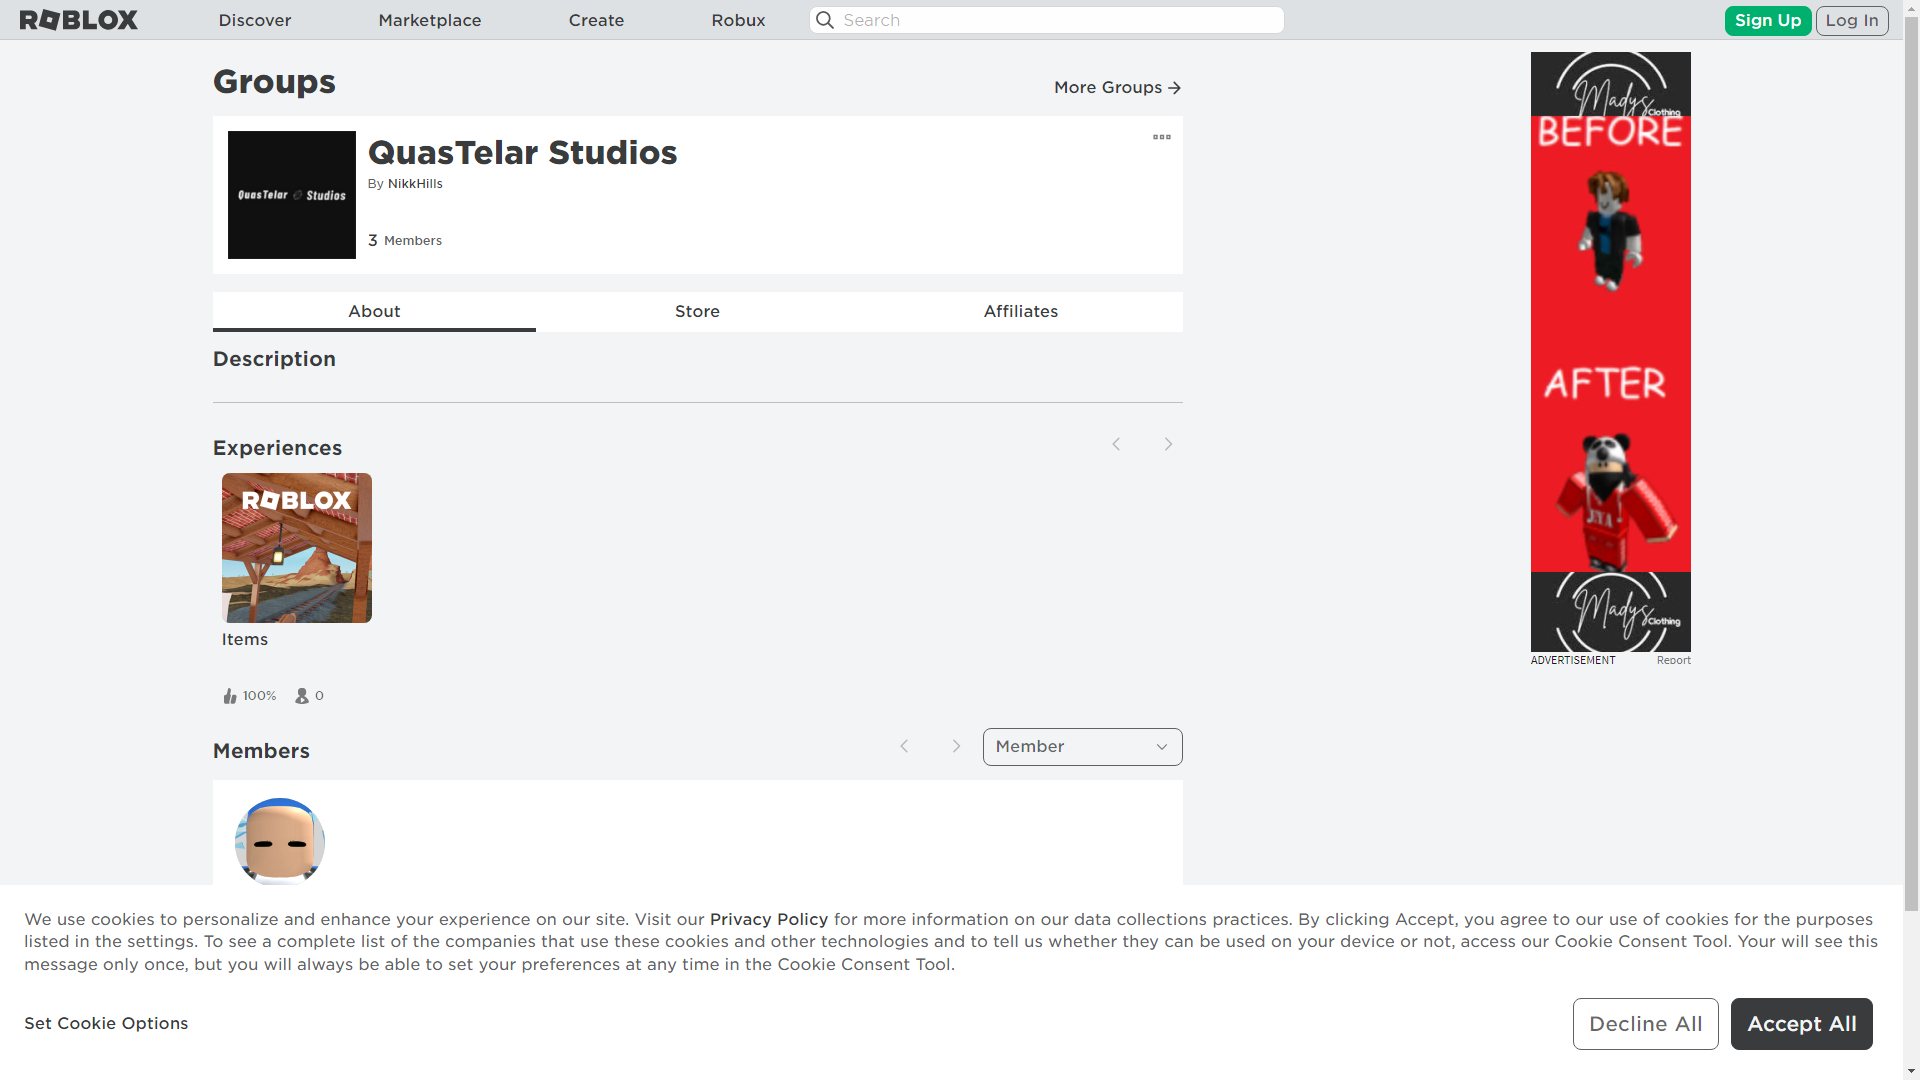 ROBLOX
Discover
Marketplace
Create
Robux
Search
Sign Up
Log In
Groups
More Groups
QuasTelar Studios
QuasTelar Studios
By NikkHills
3 Members
About
Store
Affiliates
Description
Experiences
ROBLOX
Items
100%
0
Members
Member
Madys Clothing
BEFORE
AFTER
Madys Clothing
ADVERTISEMENT
Report
We use cookies to personalize and enhance your experience on our site. Visit our Privacy Policy for more information on our data collections practices. By clicking Accept, you agree to our use of cookies for the purposes
listed in the settings. To see a complete list of the companies that use these cookies and other technologies and to tell us whether they can be used on your device or not, access our Cookie Consent Tool. Your will see this
message only once, but you will always be able to set your preferences at any time in the Cookie Consent Tool.
Set Cookie Options
Decline All
Accept All